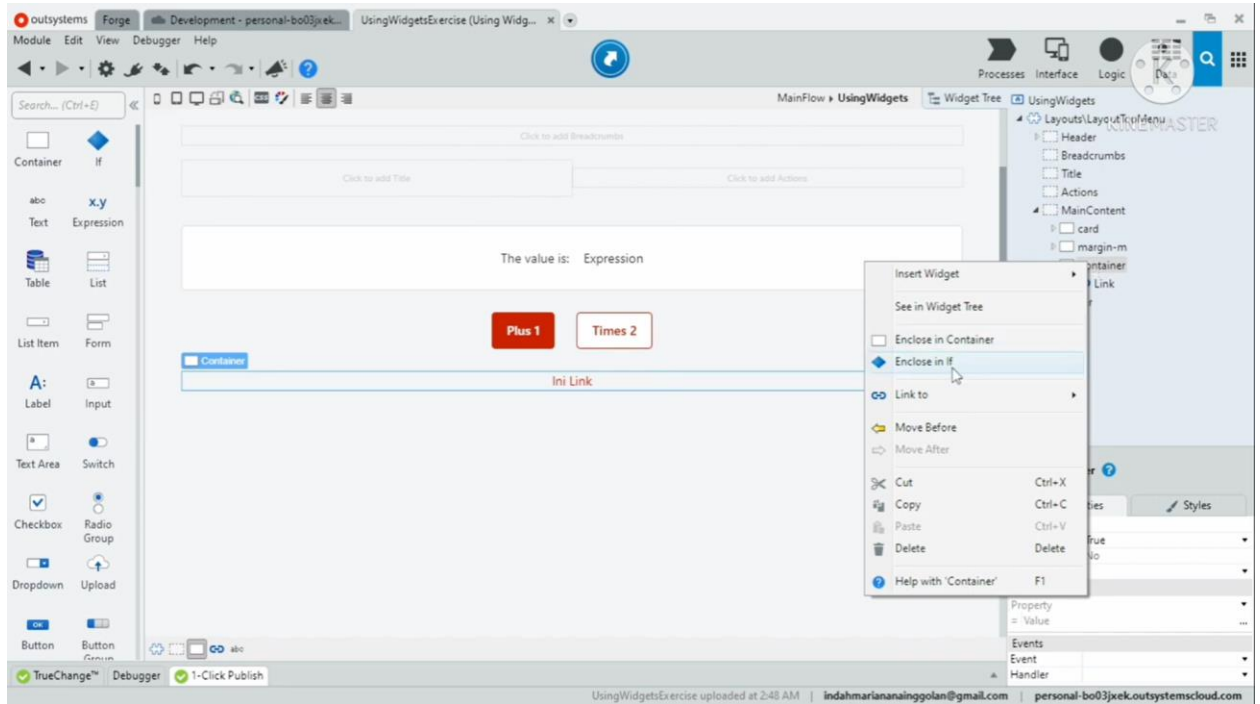 outsystems Forge Development - personal-bo03jxek... UsingWidgetsExercise (Using Widg...
Module Edit View Debugger Help
Processes Interface Logic Data
Search... (Ctrl+E)
MainFlow UsingWidgets
Widget Tree
UsingWidgets
Layouts\LayoutTopMenu
KINEMASTER
Header
Breadcrumbs
Title
Actions
MainContent
card
margin-m
ontainer
Link
Container If
abc x.y
Text Expression
Table List
List Item Form
A: a
Label Input
a
Text Area Switch
Checkbox Radio Group
Dropdown Upload
OK
Button Button Group
Click to add Breadcrumbs
Click to add Title Click to add Actions
The value is: Expression
Plus 1 Times 2
Container
Ini Link
Insert Widget
See in Widget Tree
Enclose in Container
Enclose in If
Link to
Move Before
Move After
Cut Ctrl+X
Copy Ctrl+C
Paste Ctrl+V
Delete Delete
Help with 'Container' F1
r
ties Styles
True
No
Property
= Value ...
Events
Event
Handler
abc
TrueChange™ Debugger 1-Click Publish
UsingWidgetsExercise uploaded at 2:48 AM | indahmariananainggolan@gmail.com | personal-bo03jxek.outsystemscloud.com